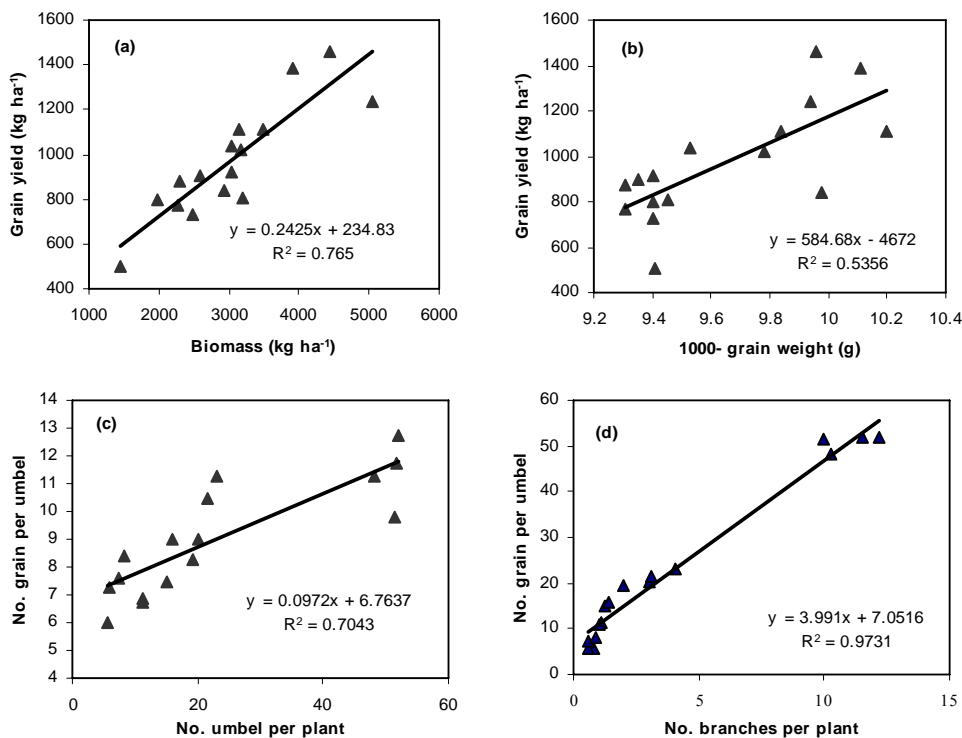 (a)
Grain yield (kg ha⁻¹)
1600
1400
1200
1000
800
600
400
y = 0.2425x + 234.83
R² = 0.765
1000 2000 3000 4000 5000 6000
Biomass (kg ha⁻¹)
(b)
Grain yield (kg ha⁻¹)
1600
1400
1200
1000
800
600
400
y = 584.68x - 4672
R² = 0.5356
9.2 9.4 9.6 9.8 10 10.2 10.4
1000- grain weight (g)
(c)
No. grain per umbel
14
13
12
11
10
9
8
7
6
5
4
y = 0.0972x + 6.7637
R² = 0.7043
0 20 40 60
No. umbel per plant
(d)
No. grain per umbel
60
50
40
30
20
10
0
y = 3.991x + 7.0516
R² = 0.9731
0 5 10 15
No. branches per plant